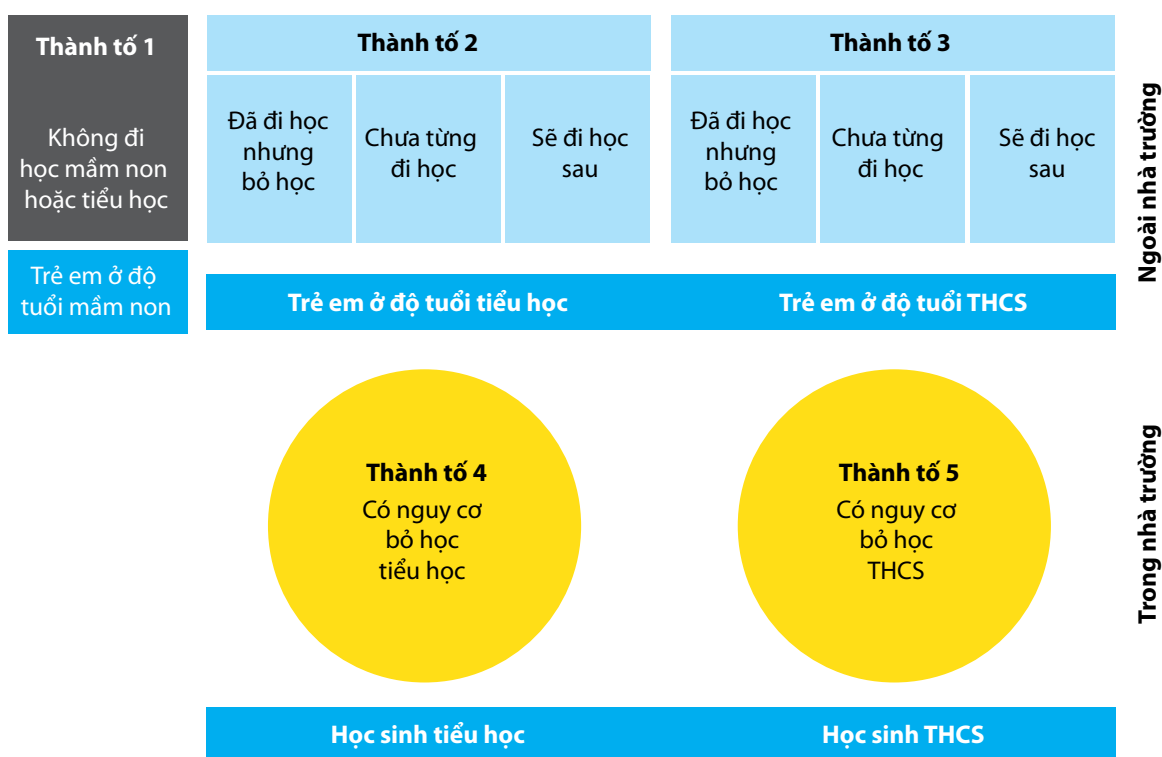 Thành tố 1
Không đi
học mầm non
hoặc tiểu học
Trẻ em ở độ
tuổi mầm non
Thành tố 2
Đã đi học
nhưng
bỏ học
Chưa từng
đi học
Sẽ đi học
sau
Trẻ em ở độ tuổi tiểu học
Thành tố 3
Đã đi học
nhưng
bỏ học
Chưa từng
đi học
Sẽ đi học
sau
Trẻ em ở độ tuổi THCS
Ngoài nhà trường
Thành tố 4
Có nguy cơ
bỏ học
tiểu học
Học sinh tiểu học
Thành tố 5
Có nguy cơ
bỏ học
THCS
Học sinh THCS
Trong nhà trường